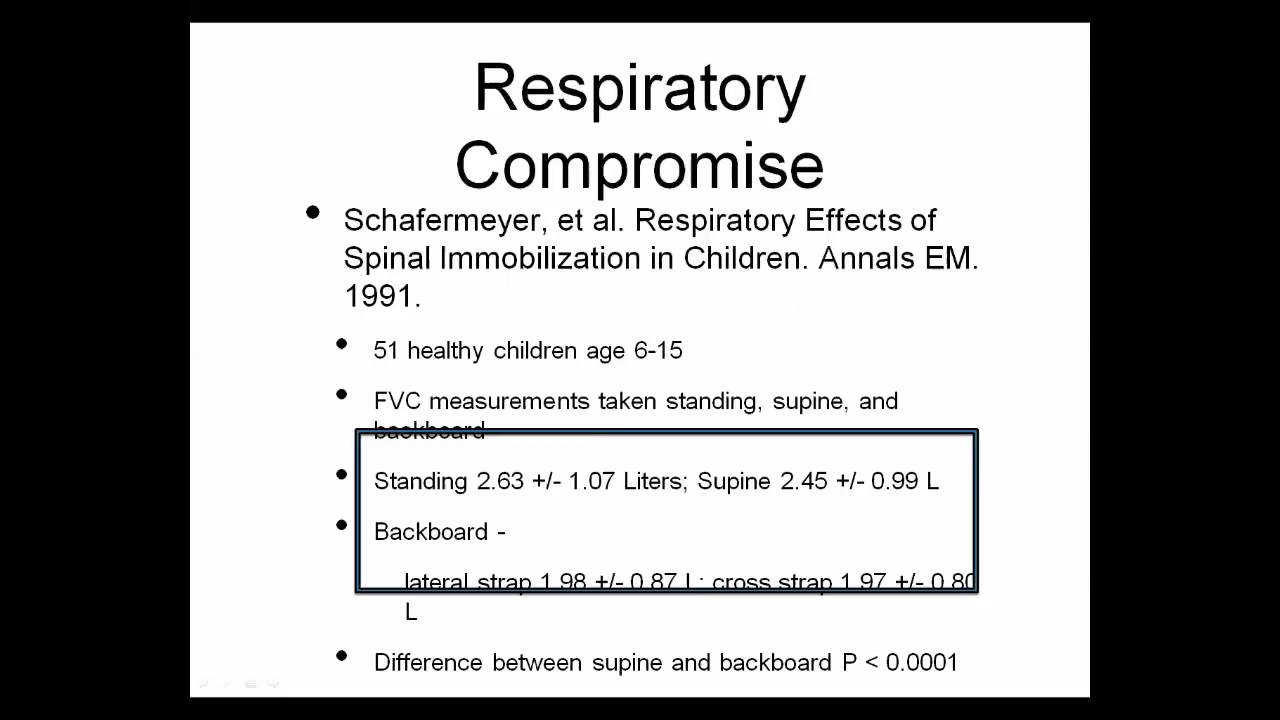 Respiratory
Compromise
• Schafermeyer, et al. Respiratory Effects of
Spinal Immobilization in Children. Annals EM.
1991.
• 51 healthy children age 6-15
• FVC measurements taken standing, supine, and
backboard
• Standing 2.63 +/- 1.07 Liters; Supine 2.45 +/- 0.99 L
• Backboard -
lateral strap 1.98 +/- 0.87 L; cross strap 1.97 +/- 0.80
L
• Difference between supine and backboard P < 0.0001